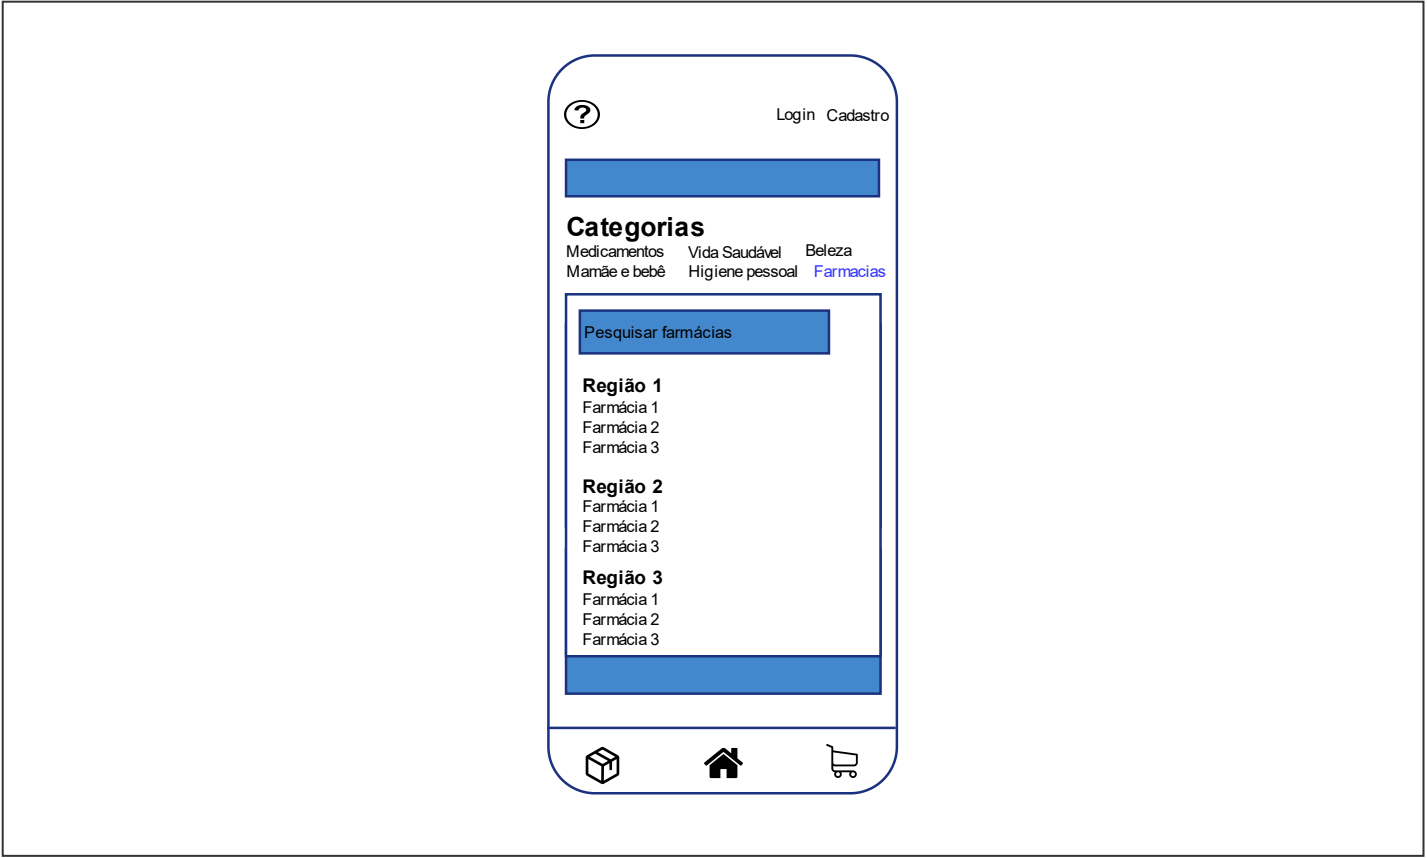 ?
Login Cadastro
Categorias
Medicamentos Vida Saudável Beleza
Mamãe e bebê Higiene pessoal Farmacias
Pesquisar farmácias
Região 1
Farmácia 1
Farmácia 2
Farmácia 3
Região 2
Farmácia 1
Farmácia 2
Farmácia 3
Região 3
Farmácia 1
Farmácia 2
Farmácia 3